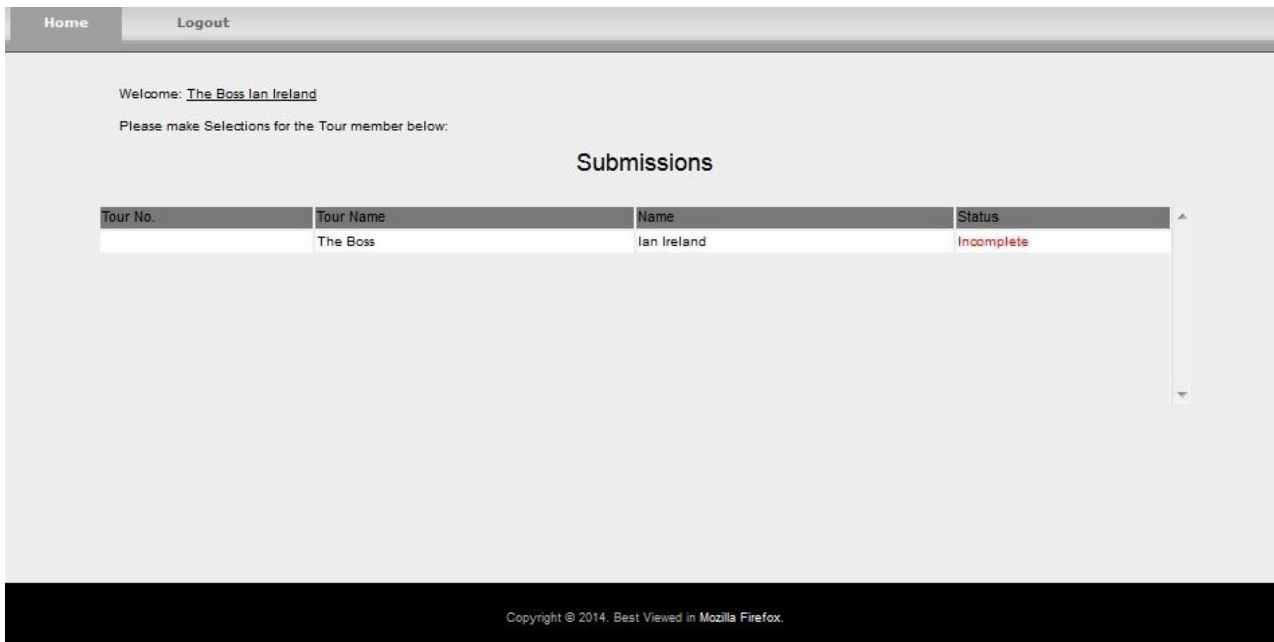 Home Logout
Welcome: The Boss Ian Ireland
Please make Selections for the Tour member below:
Submissions
Tour No. Tour Name Name Status
The Boss Ian Ireland Incomplete
Copyright © 2014. Best Viewed in Mozilla Firefox.